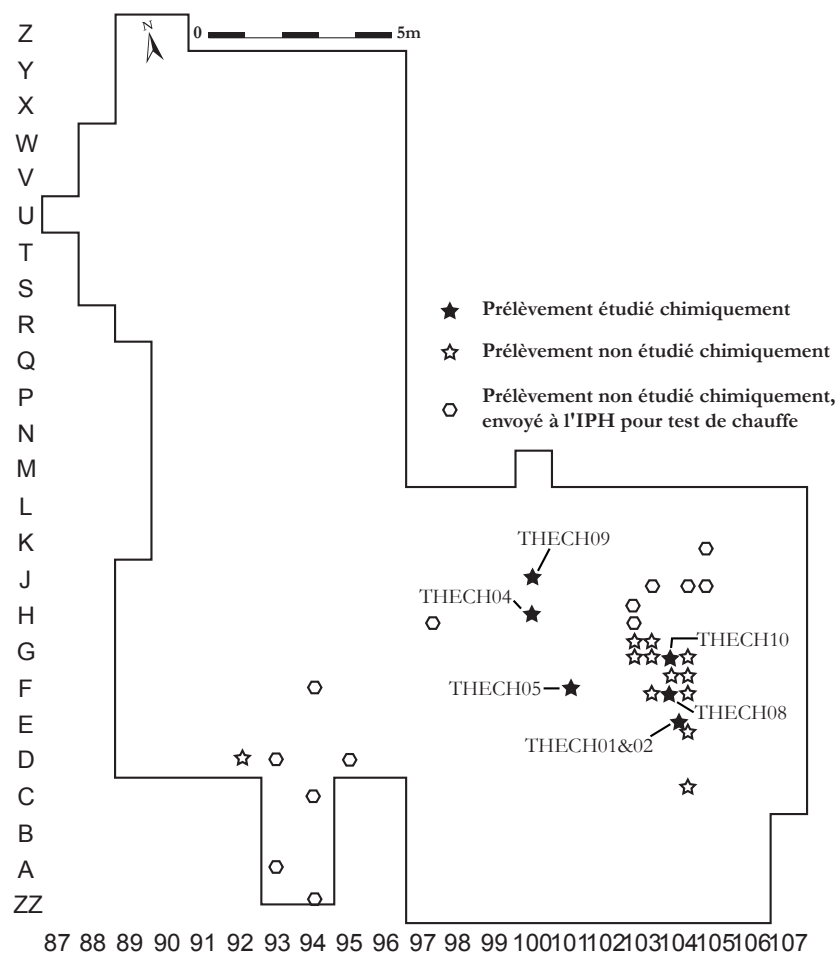 Z
N
0 5m
Y
X
W
V
U
T
S
R
Q
P
N
M
L
K
J
H
G
F
E
D
C
B
A
ZZ
Prélèvement étudié chimiquement
Prélèvement non étudié chimiquement
Prélèvement non étudié chimiquement,
envoyé à l'IPH pour test de chauffe
THECH09
THECH04
THECH10
THECH05
THECH08
THECH01&02
87 88 89 90 91 92 93 94 95 96 97 98 99 100 101 102 103 104 105 106 107